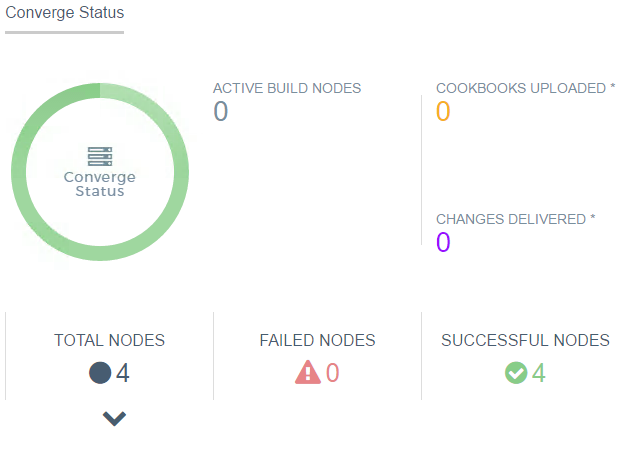 Converge Status
ACTIVE BUILD NODES
0
COOKBOOKS UPLOADED *
0
Converge
Status
CHANGES DELIVERED *
0
TOTAL NODES
4
FAILED NODES
0
SUCCESSFUL NODES
4